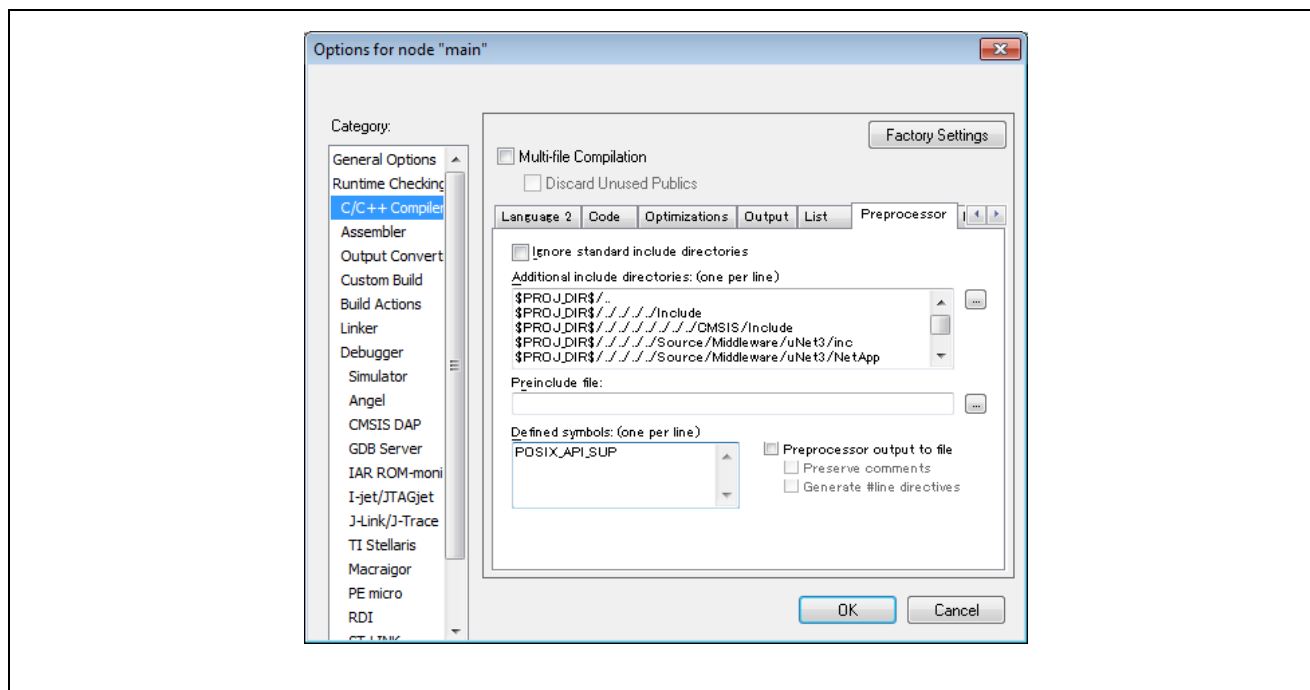 Options for node "main"
Category:
Factory Settings
General Options
Runtime Checking
C/C++ Compiler
Assembler
Output Convert
Custom Build
Build Actions
Linker
Debugger
Simulator
Angel
CMSIS DAP
GDB Server
IAR ROM-moni
I-jet/JTAGjet
J-Link/J-Trace
TI Stellaris
Macraigor
PE micro
RDI
ST-LINK
Multi-file Compilation
Discard Unused Publics
Language 2 Code Optimizations Output List Preprocessor
Ignore standard include directories
Additional include directories: (one per line)
$PROJ_DIR$/..
$PROJ_DIR$/../../../../../Include
$PROJ_DIR$/../../../../../../../../CMSIS/Include
$PROJ_DIR$/../../../../../Source/Middleware/uNet3/inc
$PROJ_DIR$/../../../../../Source/Middleware/uNet3/NetApp
...
Preinclude file:
...
Defined symbols: (one per line)
POSIX_API_SUP
Preprocessor output to file
Preserve comments
Generate #line directives
OK Cancel